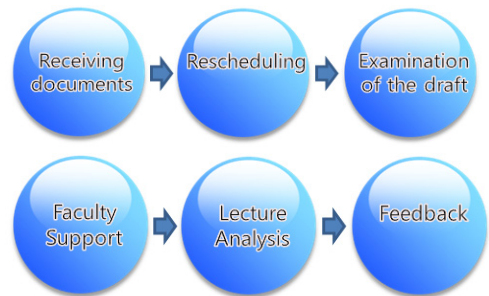 Receiving
documents
Rescheduling
Examination
of the draft
Faculty
Support
Lecture
Analysis
Feedback